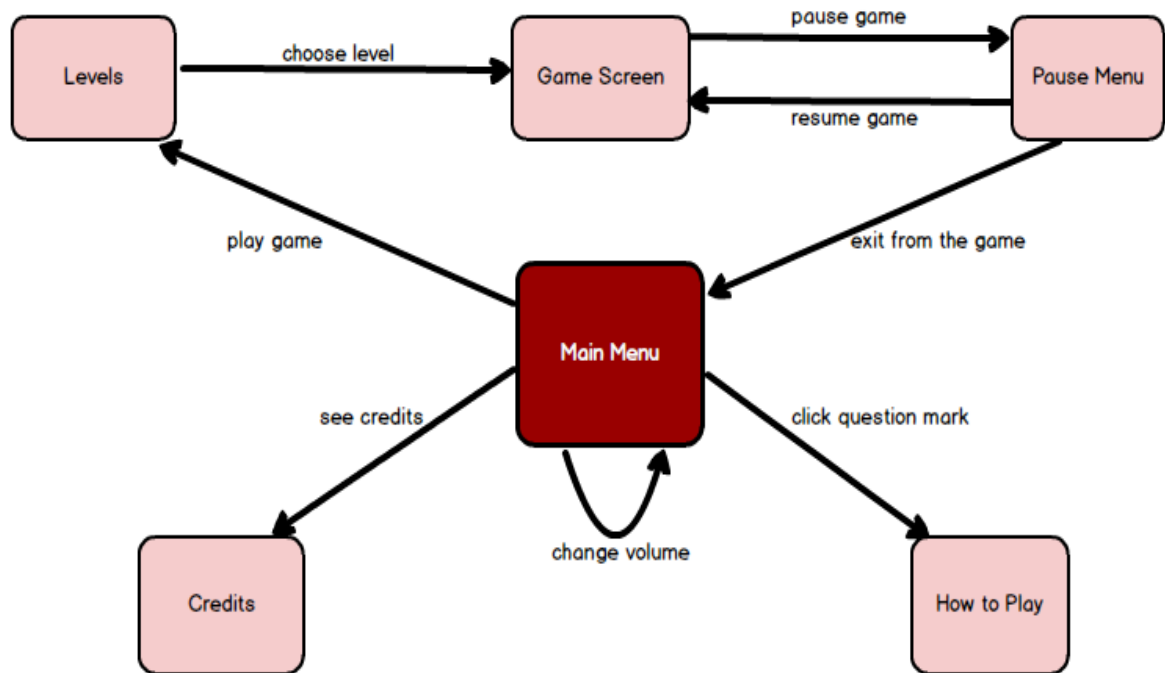 pause game
choose level
Levels
Game Screen
Pause Menu
resume game
play game
exit from the game
Main Menu
see credits
click question mark
change volume
Credits
How to Play